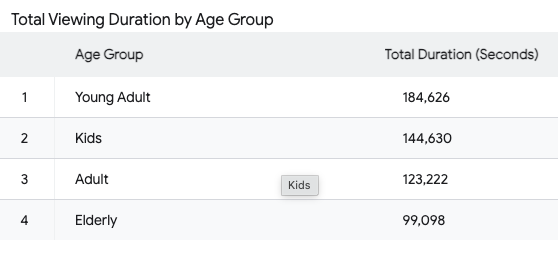 Total Viewing Duration by Age Group
Age Group Total Duration (Seconds)
1 Young Adult 184,626
2 Kids 144,630
3 Adult 123,222
Kids
4 Elderly 99,098